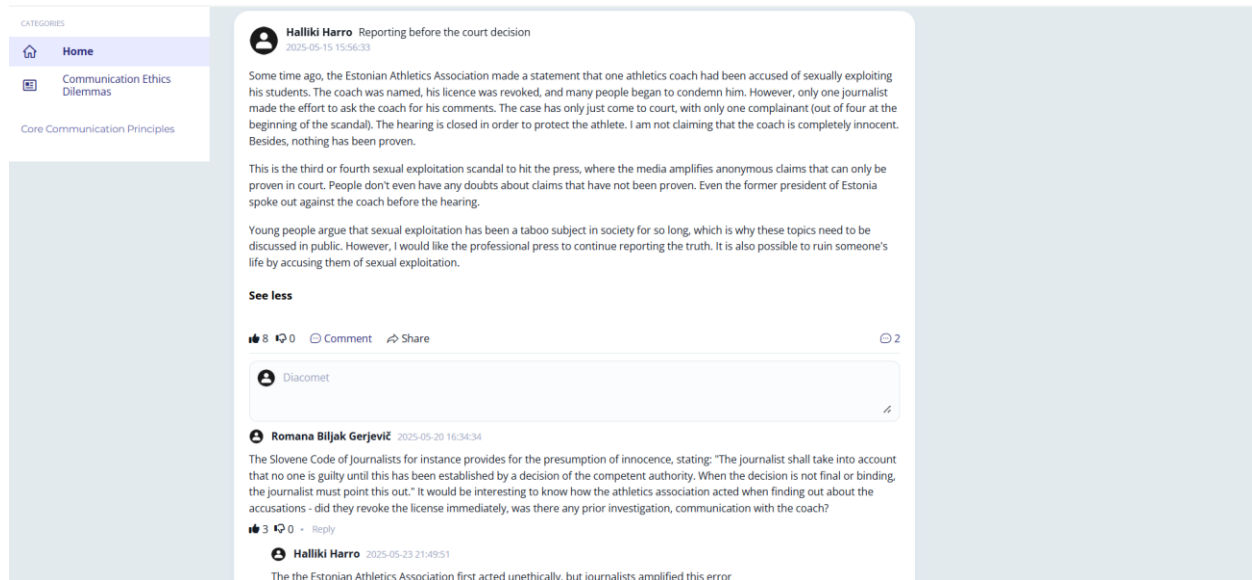 CATEGORIES
Home
Communication Ethics
Dilemmas
Core Communication Principles
Halliki Harro Reporting before the court decision
2025-05-15 15:56:33
Some time ago, the Estonian Athletics Association made a statement that one athletics coach had been accused of sexually exploiting
his students. The coach was named, his licence was revoked, and many people began to condemn him. However, only one journalist
made the effort to ask the coach for his comments. The case has only just come to court, with only one complainant (out of four at the
beginning of the scandal). The hearing is closed in order to protect the athlete. I am not claiming that the coach is completely innocent.
Besides, nothing has been proven.
This is the third or fourth sexual exploitation scandal to hit the press, where the media amplifies anonymous claims that can only be
proven in court. People don't even have any doubts about claims that have not been proven. Even the former president of Estonia
spoke out against the coach before the hearing.
Young people argue that sexual exploitation has been a taboo subject in society for so long, which is why these topics need to be
discussed in public. However, I would like the professional press to continue reporting the truth. It is also possible to ruin someone's
life by accusing them of sexual exploitation.
See less
8 0 Comment Share 2
Diacomet
Romana Biljak Gerjevič 2025-05-20 16:34:34
The Slovene Code of Journalists for instance provides for the presumption of innocence, stating: "The journalist shall take into account
that no one is guilty until this has been established by a decision of the competent authority. When the decision is not final or binding,
the journalist must point this out." It would be interesting to know how the athletics association acted when finding out about the
accusations - did they revoke the license immediately, was there any prior investigation, communication with the coach?
3 0 • Reply
Halliki Harro 2025-05-23 21:49:51
The the Estonian Athletics Association first acted unethically, but journalists amplified this error